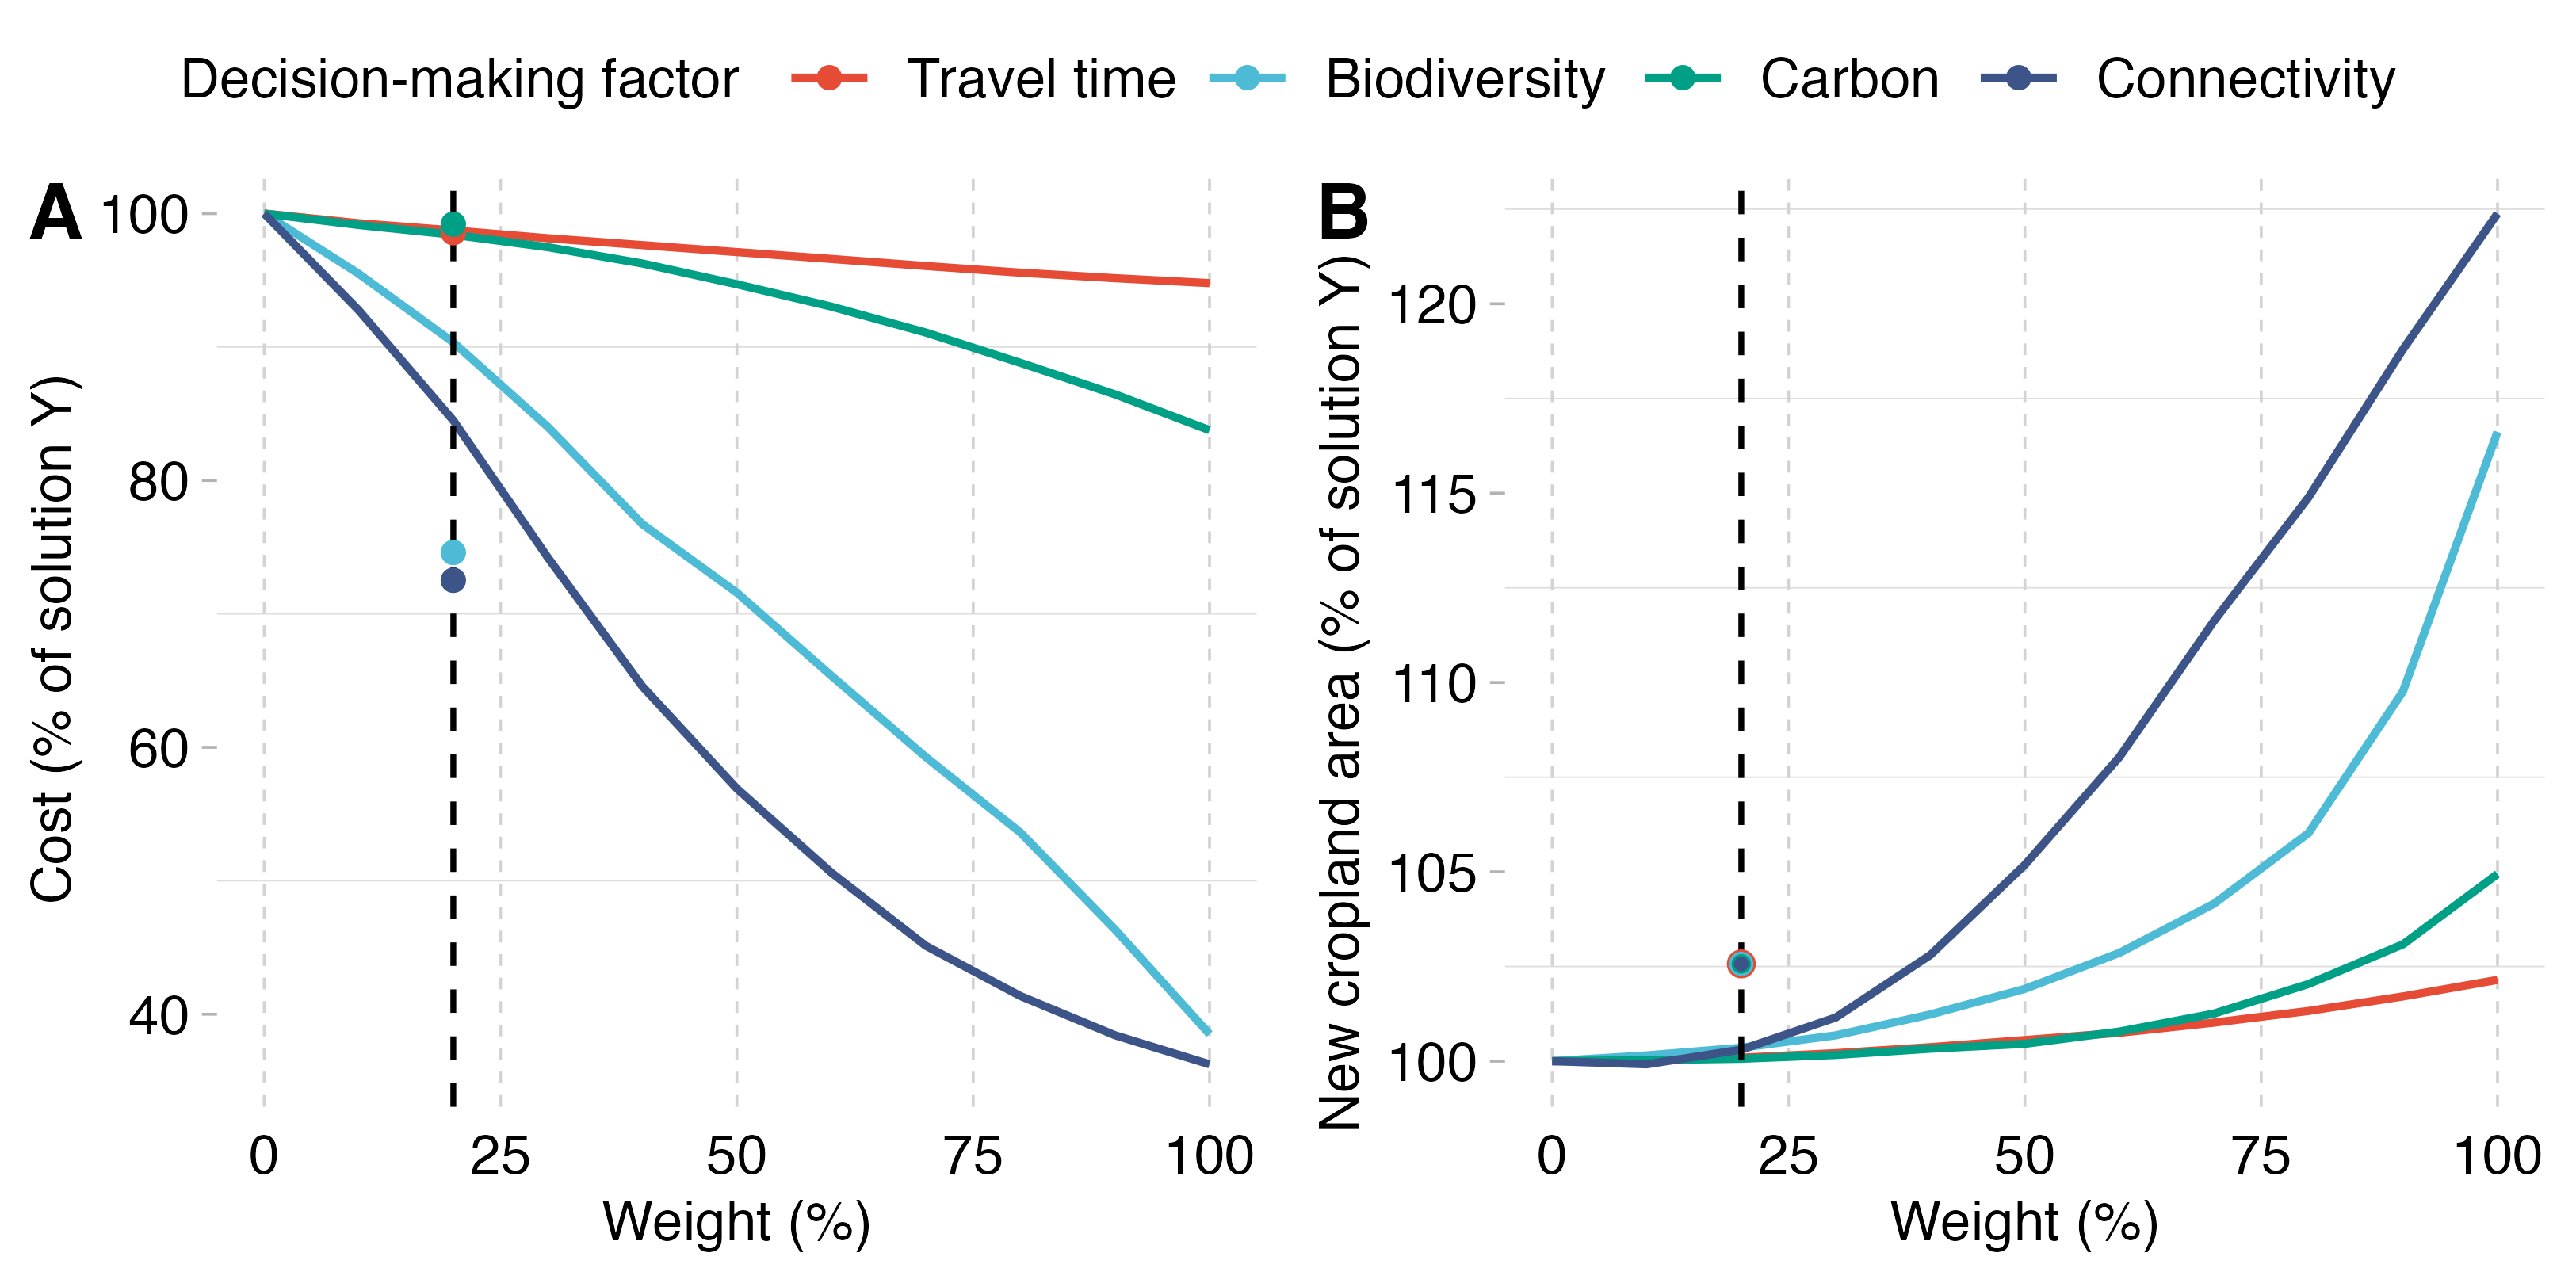 Decision-making factor Travel time Biodiversity Carbon Connectivity
A
Cost (% of solution Y)
100
80
60
40
0 25 50 75 100
Weight (%)
B
New cropland area (% of solution Y)
120
115
110
105
100
0 25 50 75 100
Weight (%)